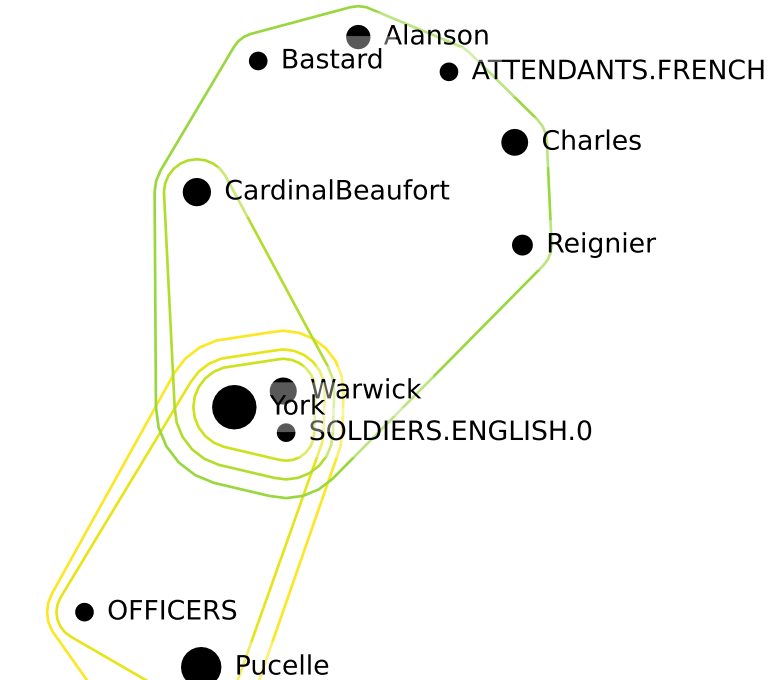 Alanson
Bastard
ATTENDANTS.FRENCH
Charles
CardinalBeaufort
Reignier
Warwick
York
SOLDIERS.ENGLISH.0
OFFICERS
Pucelle